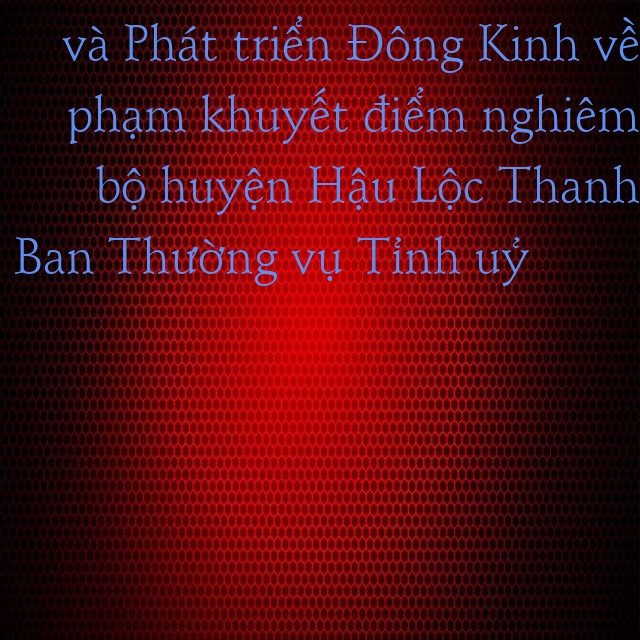 và Phát triển Đông Kinh về
phạm khuyết điểm nghiêm
bộ huyện Hậu Lộc Thanh
Ban Thường vụ Tỉnh uỷ